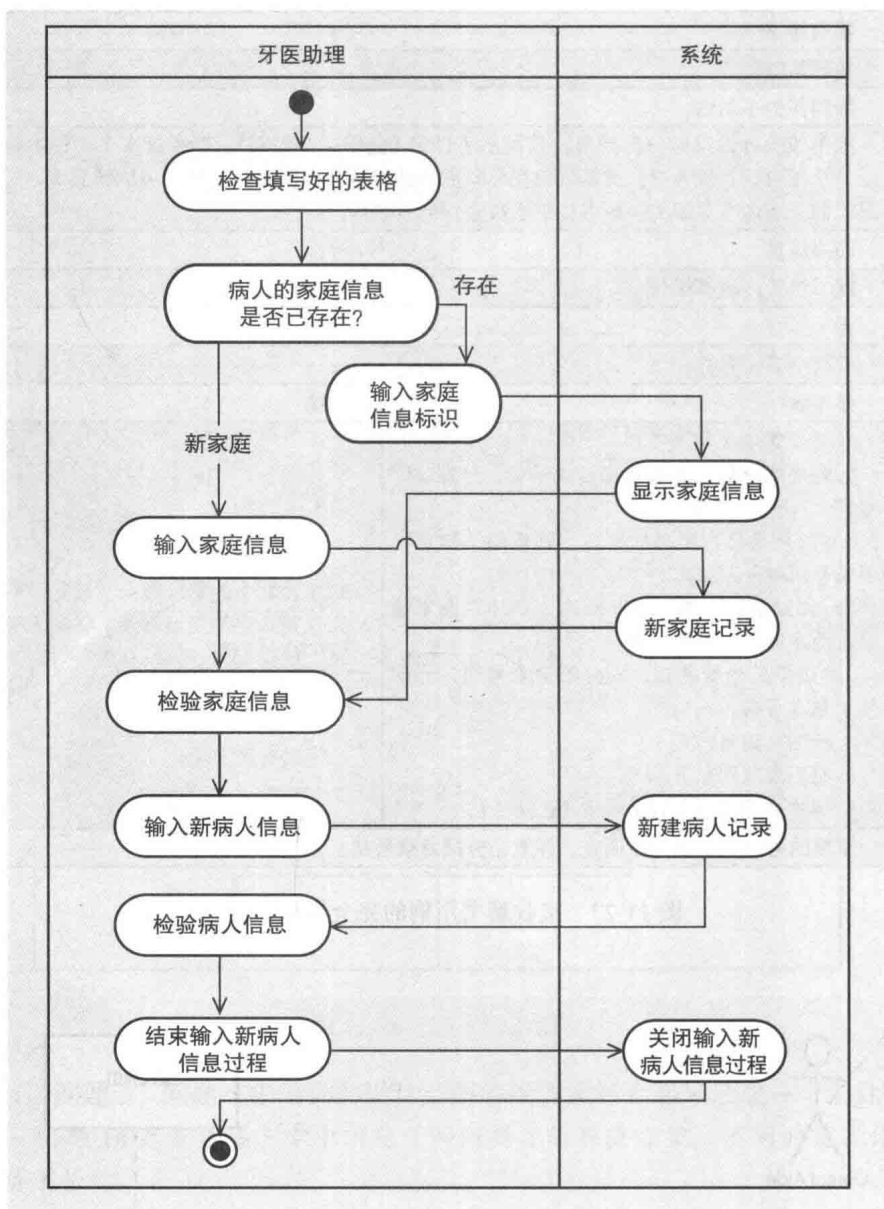 牙医助理
系统
检查填写好的表格
病人的家庭信息
是否已存在?
存在
输入家庭
信息标识
新家庭
显示家庭信息
输入家庭信息
新家庭记录
检验家庭信息
输入新病人信息
新建病人记录
检验病人信息
结束输入新病人
信息过程
关闭输入新
病人信息过程